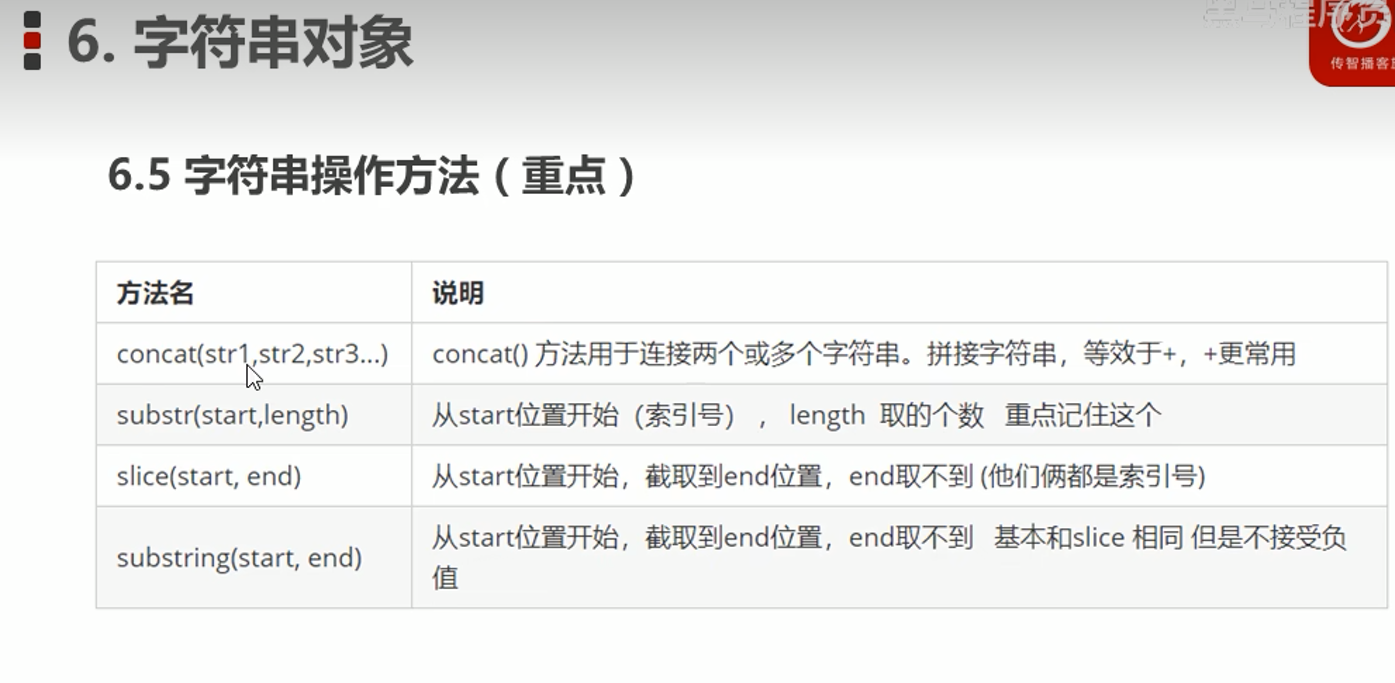 6. 字符串对象
传智播客
6.5 字符串操作方法（重点）
方法名 说明
concat(str1,str2,str3...) concat() 方法用于连接两个或多个字符串。拼接字符串，等效于+，+更常用
substr(start,length) 从start位置开始（索引号） ， length 取的个数 重点记住这个
slice(start, end) 从start位置开始，截取到end位置，end取不到 (他们俩都是索引号)
substring(start, end) 从start位置开始，截取到end位置，end取不到 基本和slice 相同 但是不接受负
值